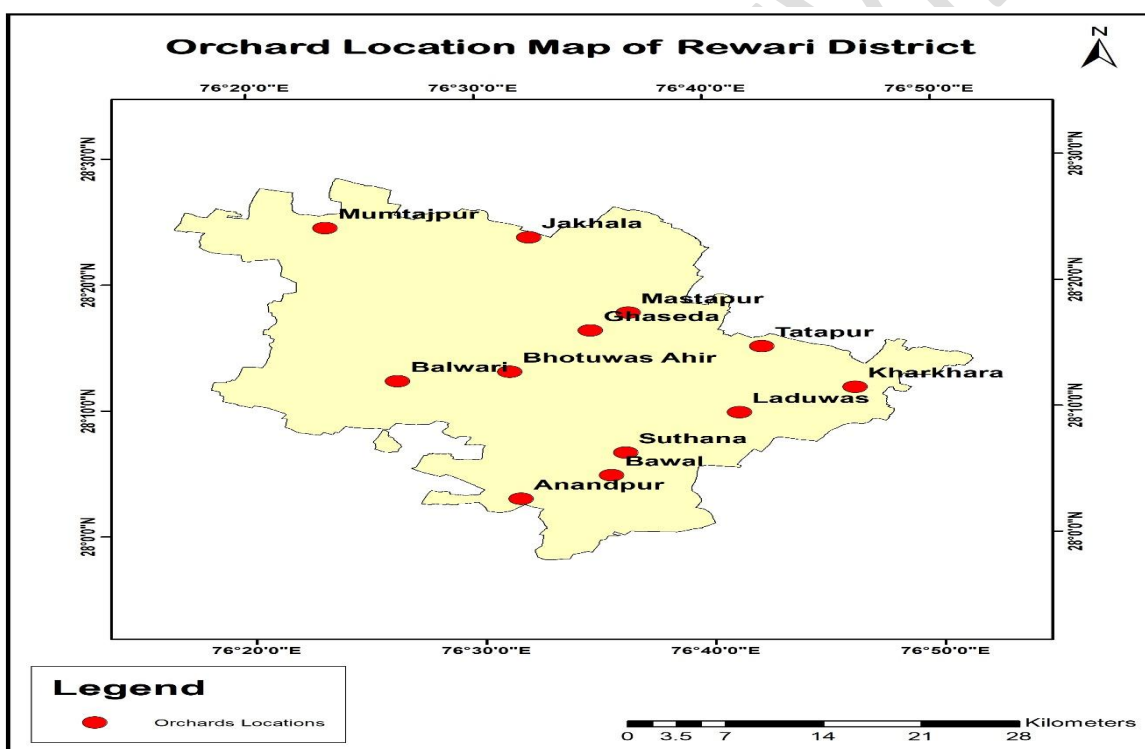 Orchard Location Map of Rewari District
N
76°20'0"E 76°30'0"E 76°40'0"E 76°50'0"E
28°30'0"N
28°30'0"N
Mumtajpur
Jakhala
28°20'0"N
28°20'0"N
Mastapur
Ghaseda
Tatapur
Bhotuwas Ahir
Balwari
Kharkhara
Laduwas
28°10'0"N
28°10'0"N
Suthana
Bawal
Anandpur
28°0'0"N
28°0'0"N
76°20'0"E 76°30'0"E 76°40'0"E 76°50'0"E
Legend
Orchards Locations
Kilometers
0 3.5 7 14 21 28